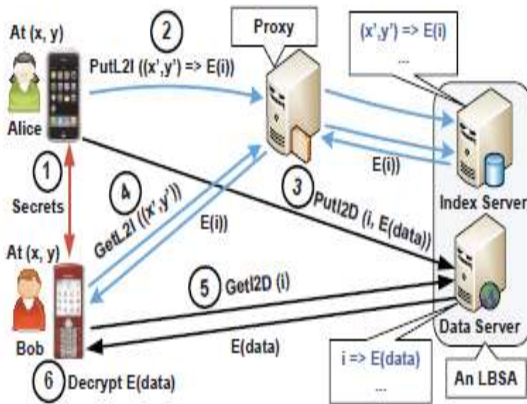 At (x, y)
2
Proxy
(x',y') => E(i)
...
PutL2I ((x',y') => E(i))
Alice
1
Secrets
4
GetL2I ((x',y'))
E(i))
E(i))
3
PutI2D (i, E(data))
Index Server
At (x, y)
5
GetI2D (i)
Data Server
Bob
E(data)
i => E(data)
...
An LBSA
6
Decrypt E(data)